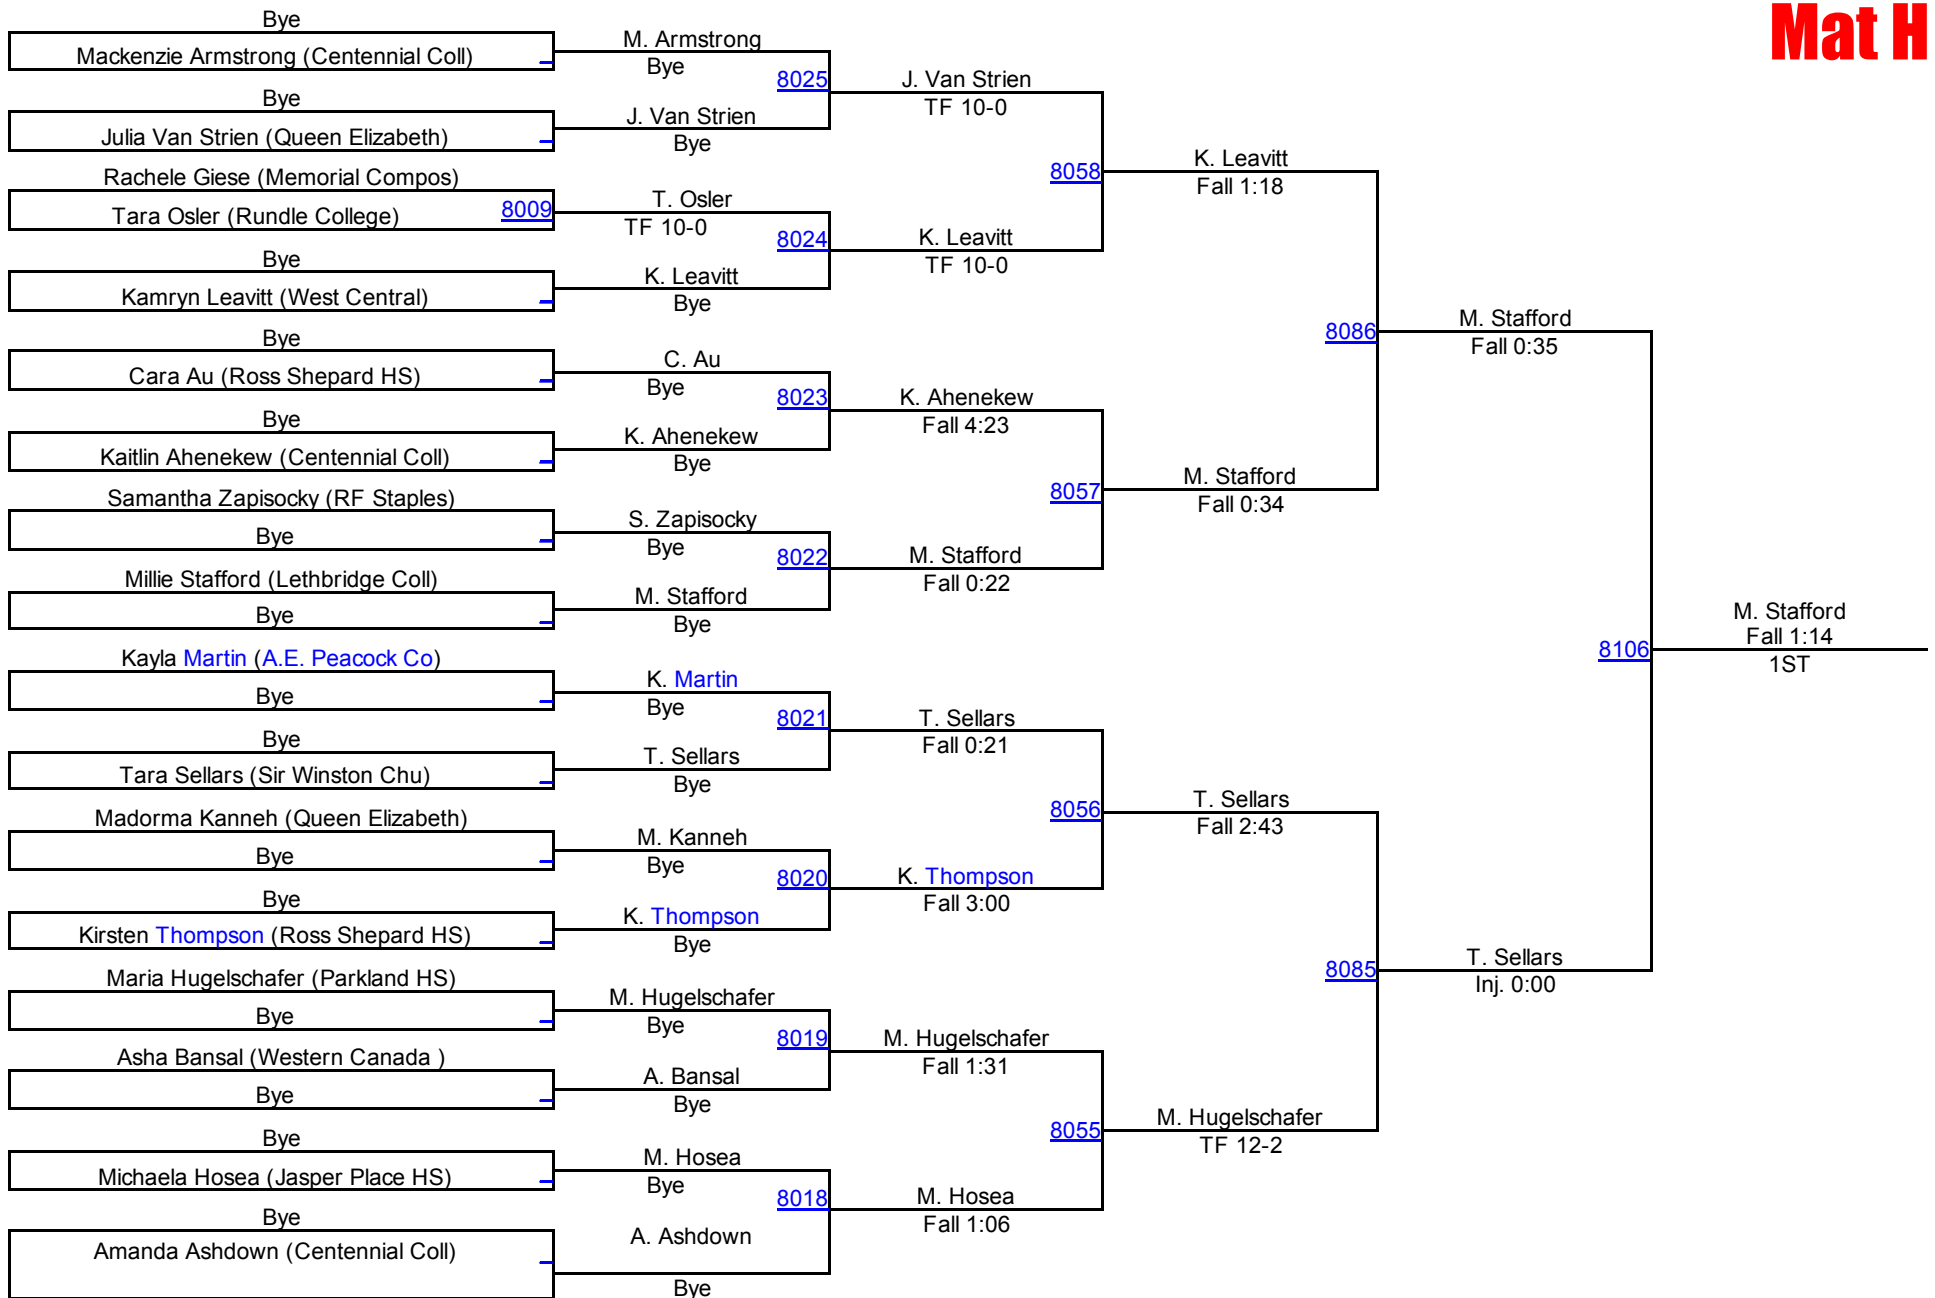 Mat H
Bye
Mackenzie Armstrong (Centennial Coll)
Bye
Julia Van Strien (Queen Elizabeth)
Rachele Giese (Memorial Compos)
Tara Osler (Rundle College) 8009
Bye
Kamryn Leavitt (West Central)
Bye
Cara Au (Ross Shepard HS)
Bye
Kaitlin Ahenekew (Centennial Coll)
Samantha Zapisocky (RF Staples)
Bye
Millie Stafford (Lethbridge Coll)
Bye
Kayla Martin (A.E. Peacock Co)
Bye
Bye
Tara Sellars (Sir Winston Chu)
Madorma Kanneh (Queen Elizabeth)
Bye
Bye
Kirsten Thompson (Ross Shepard HS)
Maria Hugelschafer (Parkland HS)
Bye
Asha Bansal (Western Canada )
Bye
Bye
Michaela Hosea (Jasper Place HS)
Bye
Amanda Ashdown (Centennial Coll)
M. Armstrong
Bye
8025
J. Van Strien
Bye
T. Osler
TF 10-0
8024
K. Leavitt
Bye
C. Au
Bye
8023
K. Ahenekew
Bye
S. Zapisocky
Bye
8022
M. Stafford
Bye
K. Martin
Bye
8021
T. Sellars
Bye
M. Kanneh
Bye
8020
K. Thompson
Bye
M. Hugelschafer
Bye
8019
A. Bansal
Bye
M. Hosea
Bye
8018
A. Ashdown
Bye
J. Van Strien
TF 10-0
8058
K. Leavitt
TF 10-0
K. Ahenekew
Fall 4:23
8057
M. Stafford
Fall 0:22
T. Sellars
Fall 0:21
8056
K. Thompson
Fall 3:00
M. Hugelschafer
Fall 1:31
8055
M. Hosea
Fall 1:06
K. Leavitt
Fall 1:18
8086
M. Stafford
Fall 0:34
T. Sellars
Fall 2:43
8085
M. Hugelschafer
TF 12-2
M. Stafford
Fall 0:35
8106
T. Sellars
Inj. 0:00
M. Stafford
Fall 1:14
1ST